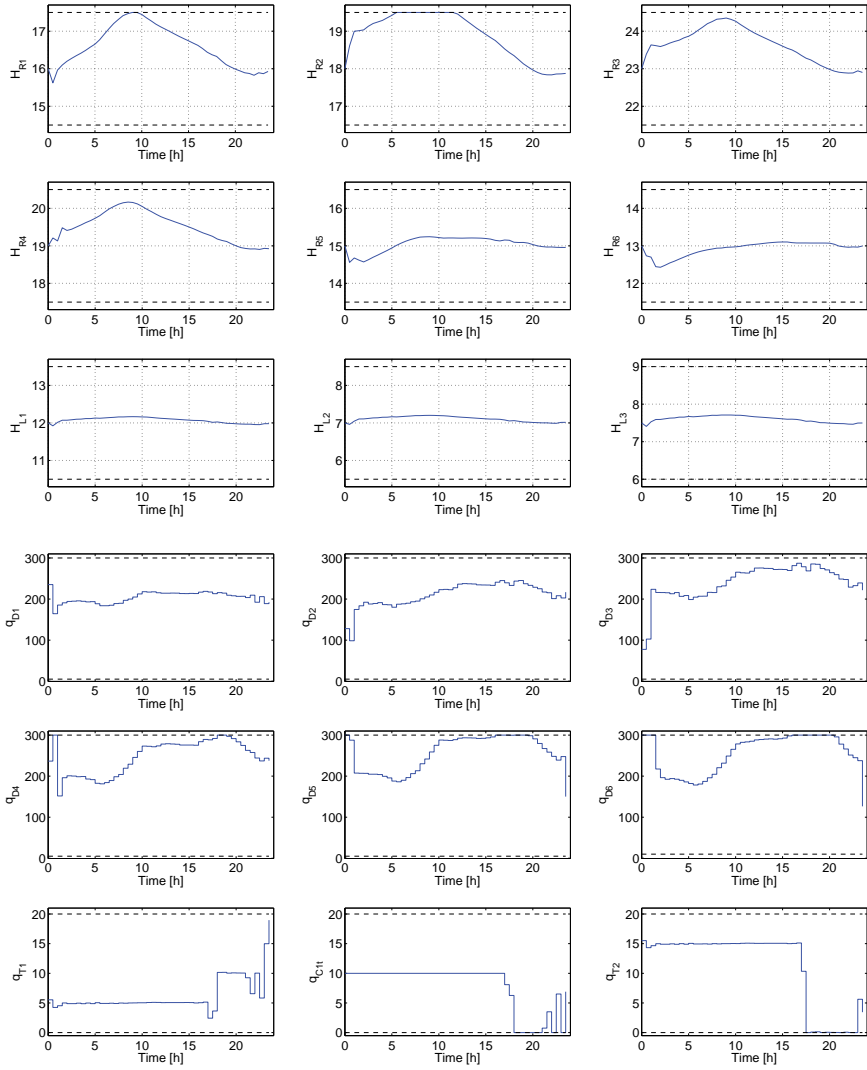 H_R1
17
16
15
0 5 10 15 20
Time [h]
H_R2
19
18
17
0 5 10 15 20
Time [h]
H_R3
24
23
22
0 5 10 15 20
Time [h]
H_R4
20
19
18
0 5 10 15 20
Time [h]
H_R5
16
15
14
0 5 10 15 20
Time [h]
H_R6
14
13
12
0 5 10 15 20
Time [h]
H_L1
13
12
11
0 5 10 15 20
Time [h]
H_L2
8
7
6
0 5 10 15 20
Time [h]
H_L3
9
8
7
6
0 5 10 15 20
Time [h]
q_D1
300
200
100
0
0 5 10 15 20
Time [h]
q_D2
300
200
100
0
0 5 10 15 20
Time [h]
q_D3
300
200
100
0
0 5 10 15 20
Time [h]
q_D4
300
200
100
0
0 5 10 15 20
Time [h]
q_D5
300
200
100
0
0 5 10 15 20
Time [h]
q_D6
300
200
100
0
0 5 10 15 20
Time [h]
q_T1
20
15
10
5
0
0 5 10 15 20
Time [h]
q_C1t
20
15
10
5
0
0 5 10 15 20
Time [h]
q_T2
20
15
10
5
0
0 5 10 15 20
Time [h]